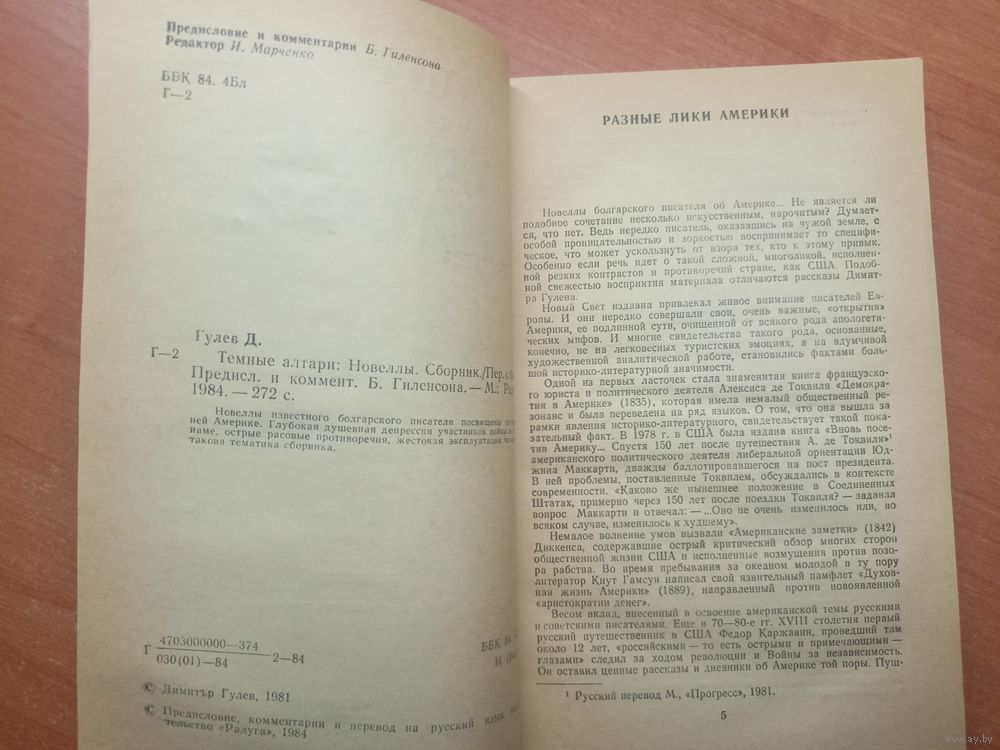 Предисловие и комментарии Б. Гиленсона
Редактор И. Марченко
ББК 84. 4Бл
Г—2
Гулев Д.
Г—2
Темные алтари: Новеллы. Сборник./Пер. с
Предисл. и коммент. Б. Гиленсона.—М.:
1984.—272 с.
Новеллы известного болгарского писателя посвящены
ней Америке. Глубокая душевная депрессия участников войны
наме, острые расовые противоречия, жестокая эксплуатация
такова тематика сборника.
Г 4703000000—374
030(01)—84 2—84
ББК 84.
И
© Димитър Гулев, 1981
© Предисловие, комментарии и перевод на русский язык
тельство «Радуга», 1984
РАЗНЫЕ ЛИКИ АМЕРИКИ
Новеллы болгарского писателя об Америке... Не является ли
подобное сочетание несколько искусственным, нарочитым? Думает-
ся, что нет. Ведь нередко писатель, оказавшись на чужой земле, с
особой проницательностью и зоркостью воспринимает то специфи-
ческое, что может ускользнуть от взора тех, кто к этому привык.
Особенно если речь идет о такой сложной, многоликой, исполнен-
ной резких контрастов и противоречий стране, как США. Подоб-
ной свежестью восприятия материала отличаются рассказы Димит-
ра Гулева.
Новый Свет издавна привлекал живое внимание писателей Ев-
ропы. И они нередко совершали свои, очень важные, «открытия»
Америки, ее подлинной сути, очищенной от всякого рода апологети-
ческих мифов. И многие свидетельства такого рода, основанные,
конечно, не на легковесных туристских эмоциях, а на вдумчивой
художественной аналитической работе, становились фактами боль-
шой историко-литературной значимости.
Одной из первых ласточек стала знаменитая книга французско-
го юриста и политического деятеля Алексиса де Токвиля «Демокра-
тия в Америке» (1835), которая имела немалый общественный ре-
зонанс и была переведена на ряд языков. О том, что она вышла за
рамки явления историко-литературного, свидетельствует такой пока-
зательный факт. В 1978 г. в США была издана книга «Вновь посе-
тив Америку... Спустя 150 лет после путешествия А. де Токвиля»¹
американского политического деятеля либеральной ориентации Юд-
жина Маккарти, дважды баллотировавшегося на пост президента.
В ней проблемы, поставленные Токвилем, обсуждались в контексте
современности. «Каково же нынешнее положение в Соединенных
Штатах, примерно через 150 лет после поездки Токвиля? — задавал
вопрос Маккарти и отвечал: — ...Оно не очень изменилось или, во
всяком случае, изменилось к худшему».
Немалое волнение умов вызвали «Американские заметки» (1842)
Диккенса, содержавшие острый критический обзор многих сторон
общественной жизни США и исполненные возмущения против позо-
ра рабства. Во время пребывания за океаном молодой в ту пору
литератор Кнут Гамсун написал свой язвительный памфлет «Духов-
ная жизнь Америки» (1889), направленный против новоявленной
«аристократии денег».
Весом вклад, внесенный в освоение американской темы русскими
и советскими писателями. Еще в 70—80-е гг. XVIII столетия первый
русский путешественник в США Федор Каржавин, проведший там
около 12 лет, «российскими — то есть острыми и примечающими —
глазами» следил за ходом революции и Войны за независимость.
Он оставил ценные рассказы и дневники об Америке той поры. Пуш-
¹ Русский перевод М., «Прогресс», 1981.
5
www.ay.by